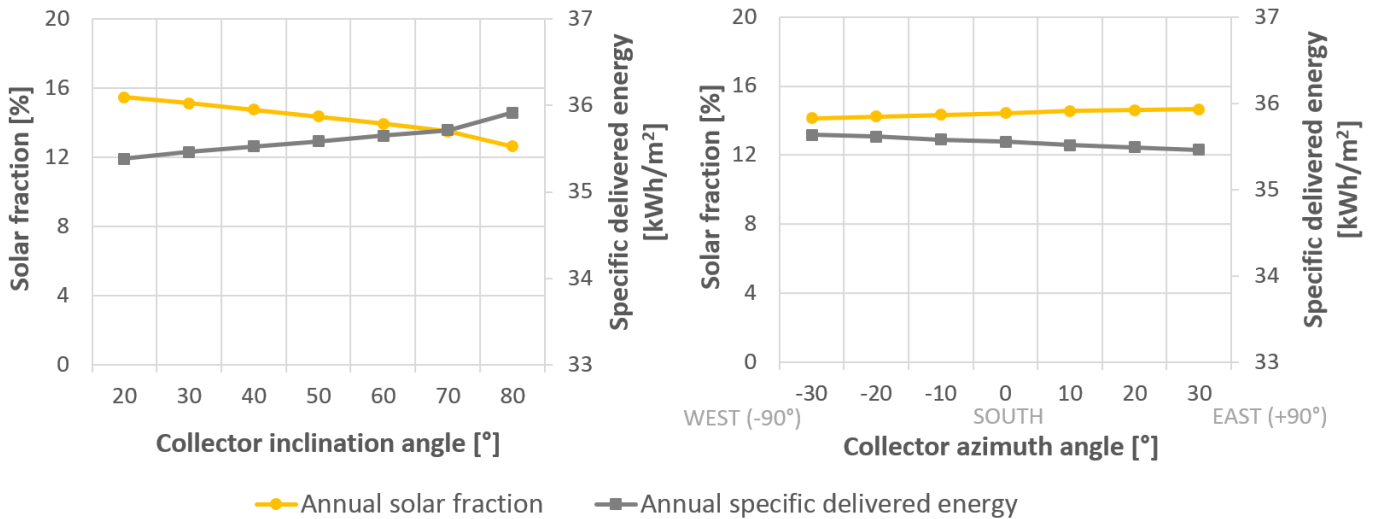 Solar fraction [%]
20
16
12
8
4
0
37
36
35
34
33
Specific delivered energy
[kWh/m²]
20 30 40 50 60 70 80
Collector inclination angle [°]
Solar fraction [%]
20
16
12
8
4
0
37
36
35
34
33
Specific delivered energy
[kWh/m²]
-30 -20 -10 0 10 20 30
WEST (-90°) SOUTH EAST (+90°)
Collector azimuth angle [°]
Annual solar fraction Annual specific delivered energy